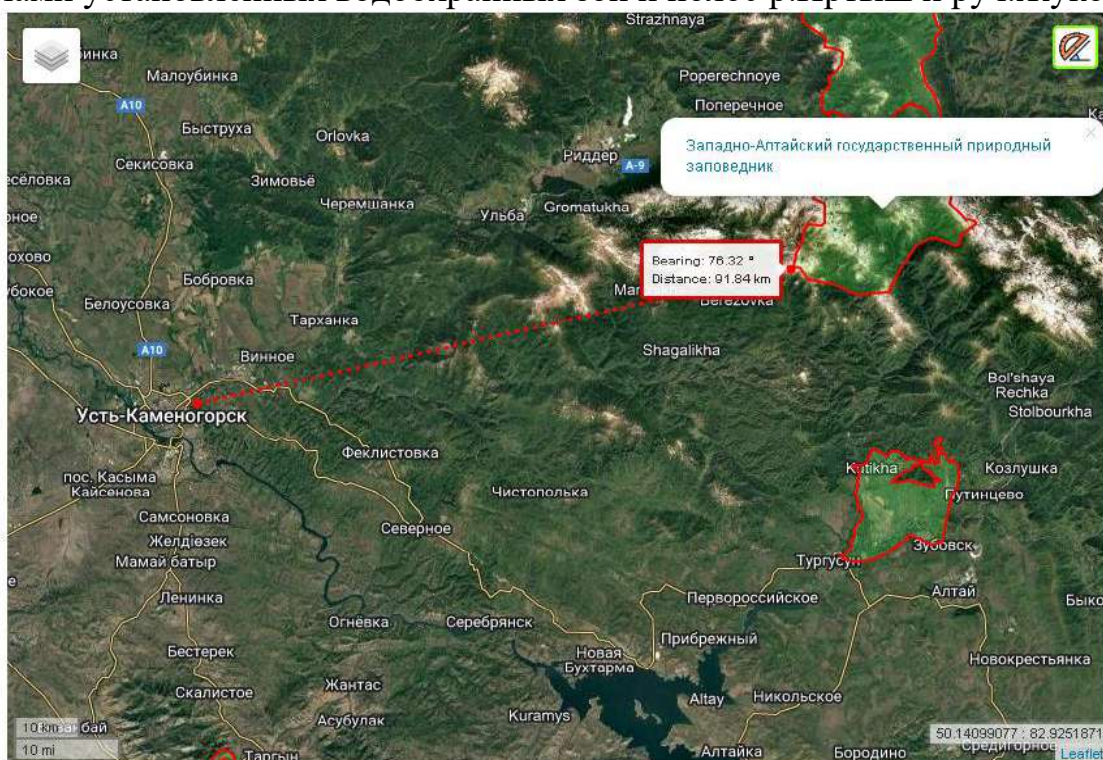 Strazhnaya
Малоубинка
Poperechnoye
Поперечное
A10
Быструха
Orlovka
Риддер
A-9
Секисовка
Зимовьё
Западно-Алтайский государственный природный
заповедник
Черемшанка
Ульба
Gromatukha
Bearing: 76.32 °
Distance: 91.84 km
Бобровка
Белоусовка
Berezovka
Тарханка
A10
Винное
Shagalikha
Bol'shaya
Rechka
Stolbourkha
Усть-Каменогорск
Феклистовка
Kutikha
Козлушка
пос. Касыма
Кайсенова
Чистополька
Путинцево
Самсоновка
Северное
Желдіөзек
Зубовск
Мамай батыр
Тургусун
Ленинка
Первороссийское
Алтай
Огнёвка
Серебрянск
Прибрежный
Бестерек
Новая
Бухтарма
Новокрестьянка
Скалистое
Жантас
Altay
Никольское
Асубулак
Kuramys
10 km
50.14099077 : 82.9251871
10 mi
Таргын
Алтайка
Бородино
Средигорное
Leaflet